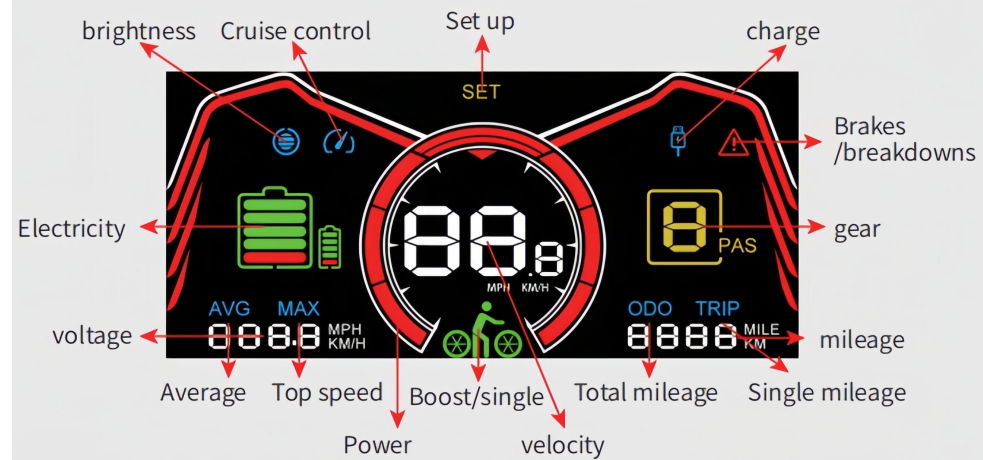 Set up
brightness Cruise control charge
SET
Brakes
/breakdowns
Electricity
8 PAS
gear
88.8
MPH KM/H
AVG MAX
ODO TRIP
voltage
888.8 MPH
KM/H
8888 MILE
KM
mileage
Average Top speed Boost/single Total mileage Single mileage
Power velocity